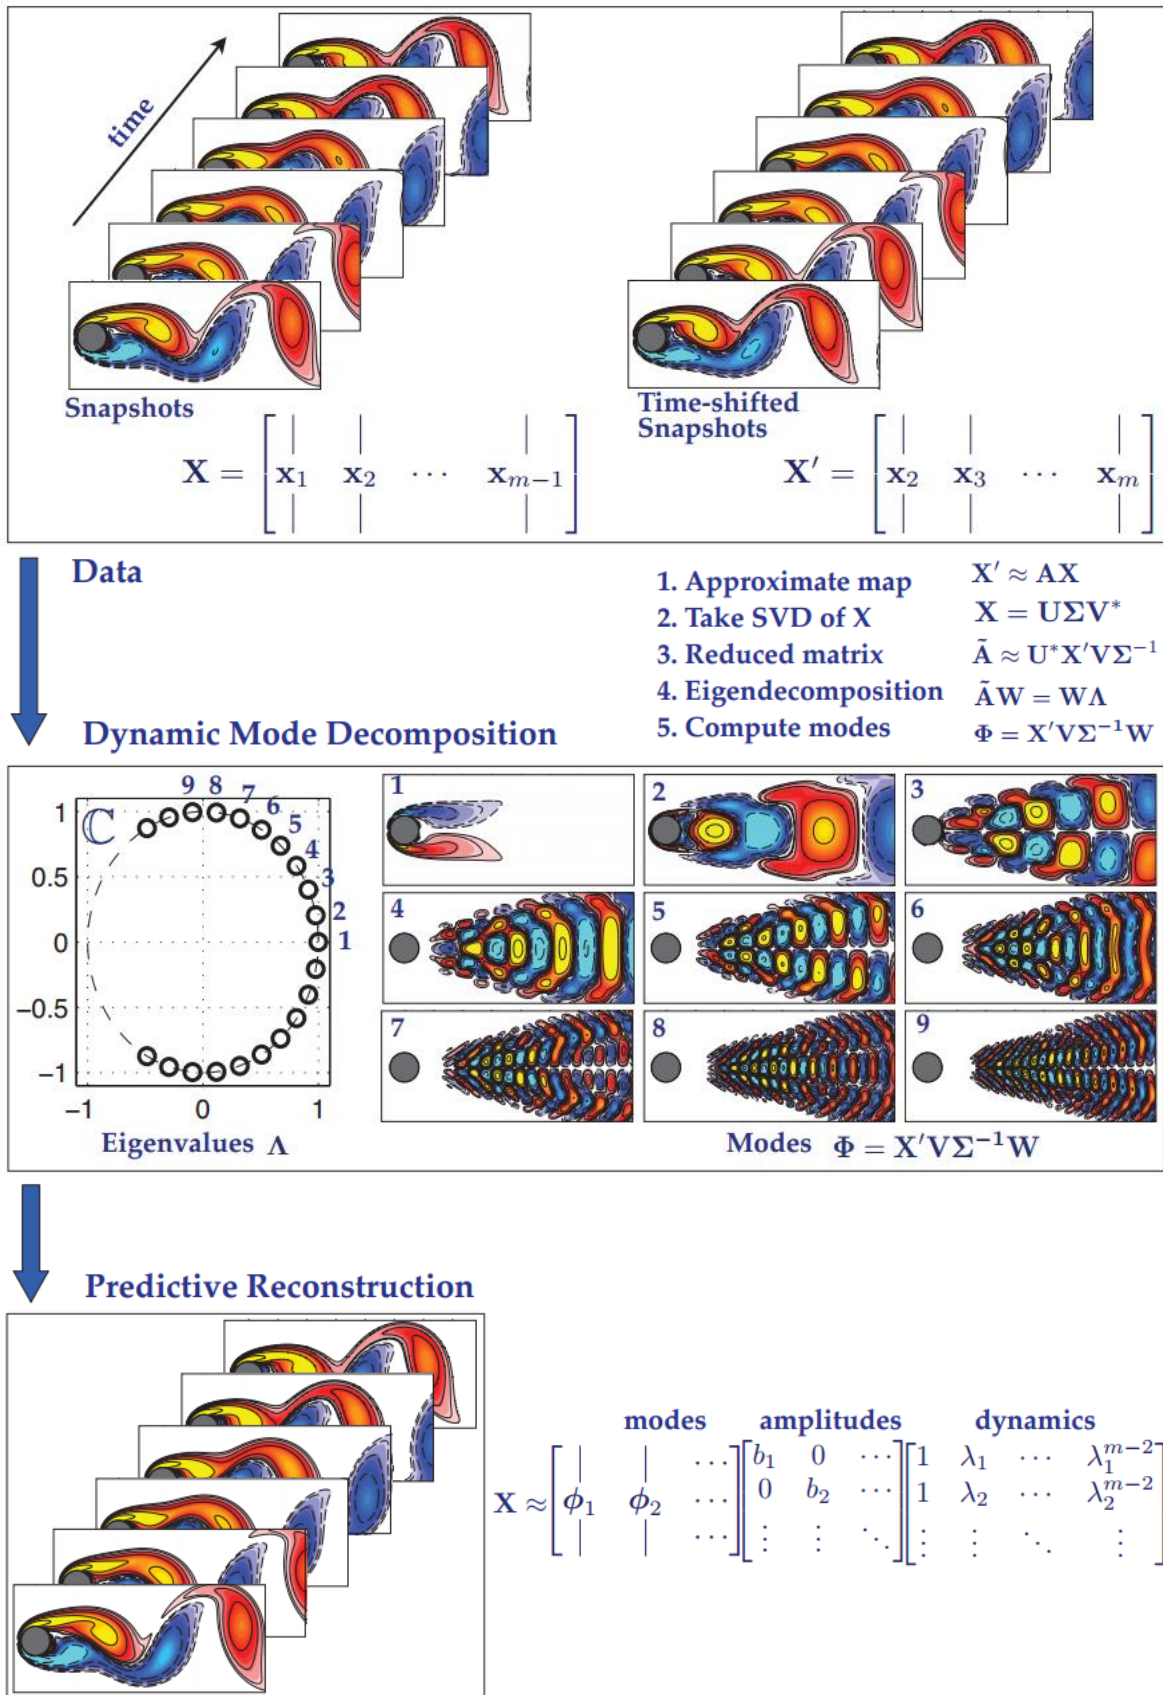 time
Snapshots
X = [x₁ x₂ ⋯ xₘ₋₁]
Time-shifted
Snapshots
X′ = [x₂ x₃ ⋯ xₘ]
Data
1. Approximate map X′ ≈ AX
2. Take SVD of X X = UΣV*
3. Reduced matrix Ã ≈ U*X′VΣ⁻¹
4. Eigendecomposition ÃW = WΛ
5. Compute modes Φ = X′VΣ⁻¹W
Dynamic Mode Decomposition
ℂ
9 8 7 6 5 4 3 2 1
1
0.5
0
−0.5
−1
−1 0 1
Eigenvalues Λ
1 2 3
4 5 6
7 8 9
Modes Φ = X′VΣ⁻¹W
Predictive Reconstruction
modes amplitudes dynamics
X ≈ [ϕ₁ ϕ₂ ⋯] [b₁ 0 ⋯ ; 0 b₂ ⋯ ; ⋮ ⋮ ⋱] [1 λ₁ ⋯ λ₁ᵐ⁻² ; 1 λ₂ ⋯ λ₂ᵐ⁻² ; ⋮ ⋮ ⋱ ⋮]